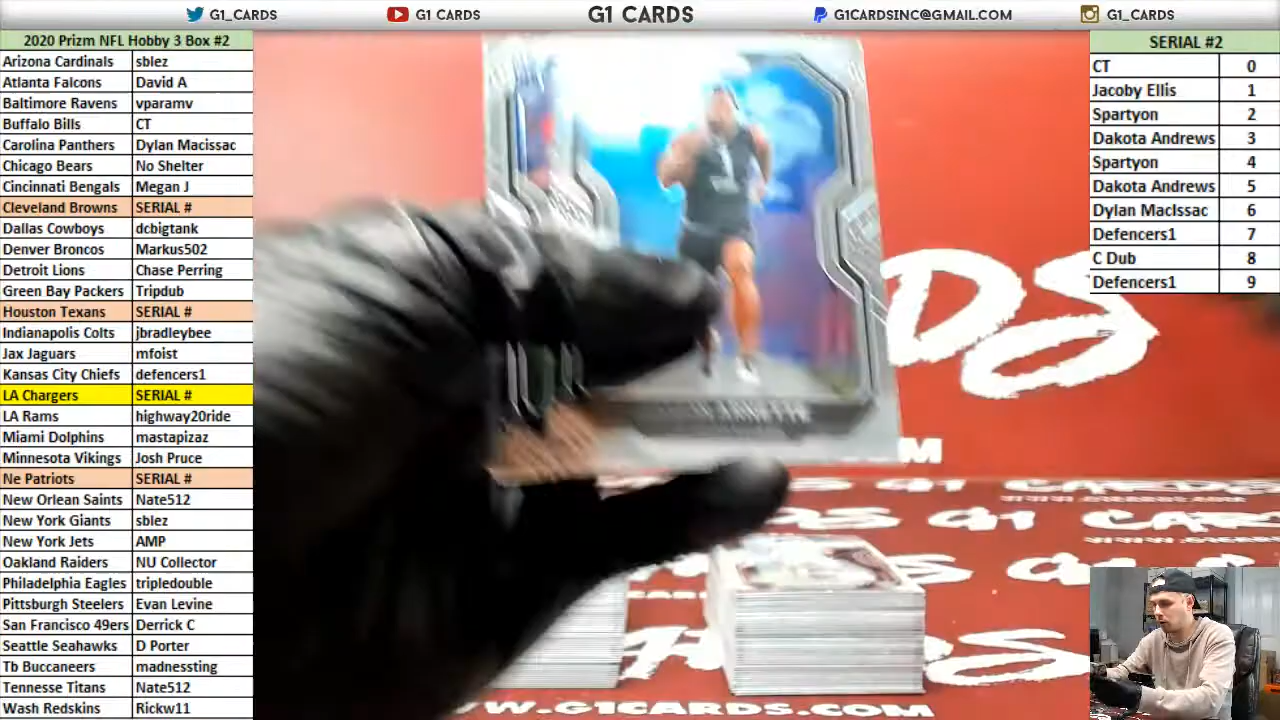 G1_CARDS
G1 CARDS
G1 CARDS
G1CARDSINC@GMAIL.COM
G1_CARDS
2020 Prizm NFL Hobby 3 Box #2
Arizona Cardinals sblez
Atlanta Falcons David A
Baltimore Ravens vparamv
Buffalo Bills CT
Carolina Panthers Dylan Macissac
Chicago Bears No Shelter
Cincinnati Bengals Megan J
Cleveland Browns SERIAL #
Dallas Cowboys dcbigtank
Denver Broncos Markus502
Detroit Lions Chase Perring
Green Bay Packers Tripdub
Houston Texans SERIAL #
Indianapolis Colts jbradleybee
Jax Jaguars mfoist
Kansas City Chiefs defencers1
LA Chargers SERIAL #
LA Rams highway20ride
Miami Dolphins mastapizaz
Minnesota Vikings Josh Pruce
Ne Patriots SERIAL #
New Orlean Saints Nate512
New York Giants sblez
New York Jets AMP
Oakland Raiders NU Collector
Philadelphia Eagles tripledouble
Pittsburgh Steelers Evan Levine
San Francisco 49ers Derrick C
Seattle Seahawks D Porter
Tb Buccaneers madnessting
Tennesse Titans Nate512
Wash Redskins Rickw11
SERIAL #2
CT 0
Jacoby Ellis 1
Spartyon 2
Dakota Andrews 3
Spartyon 4
Dakota Andrews 5
Dylan MacIssac 6
Defencers1 7
C Dub 8
Defencers1 9
DS
G1 CARDS
WWW.G1CARDS.COM